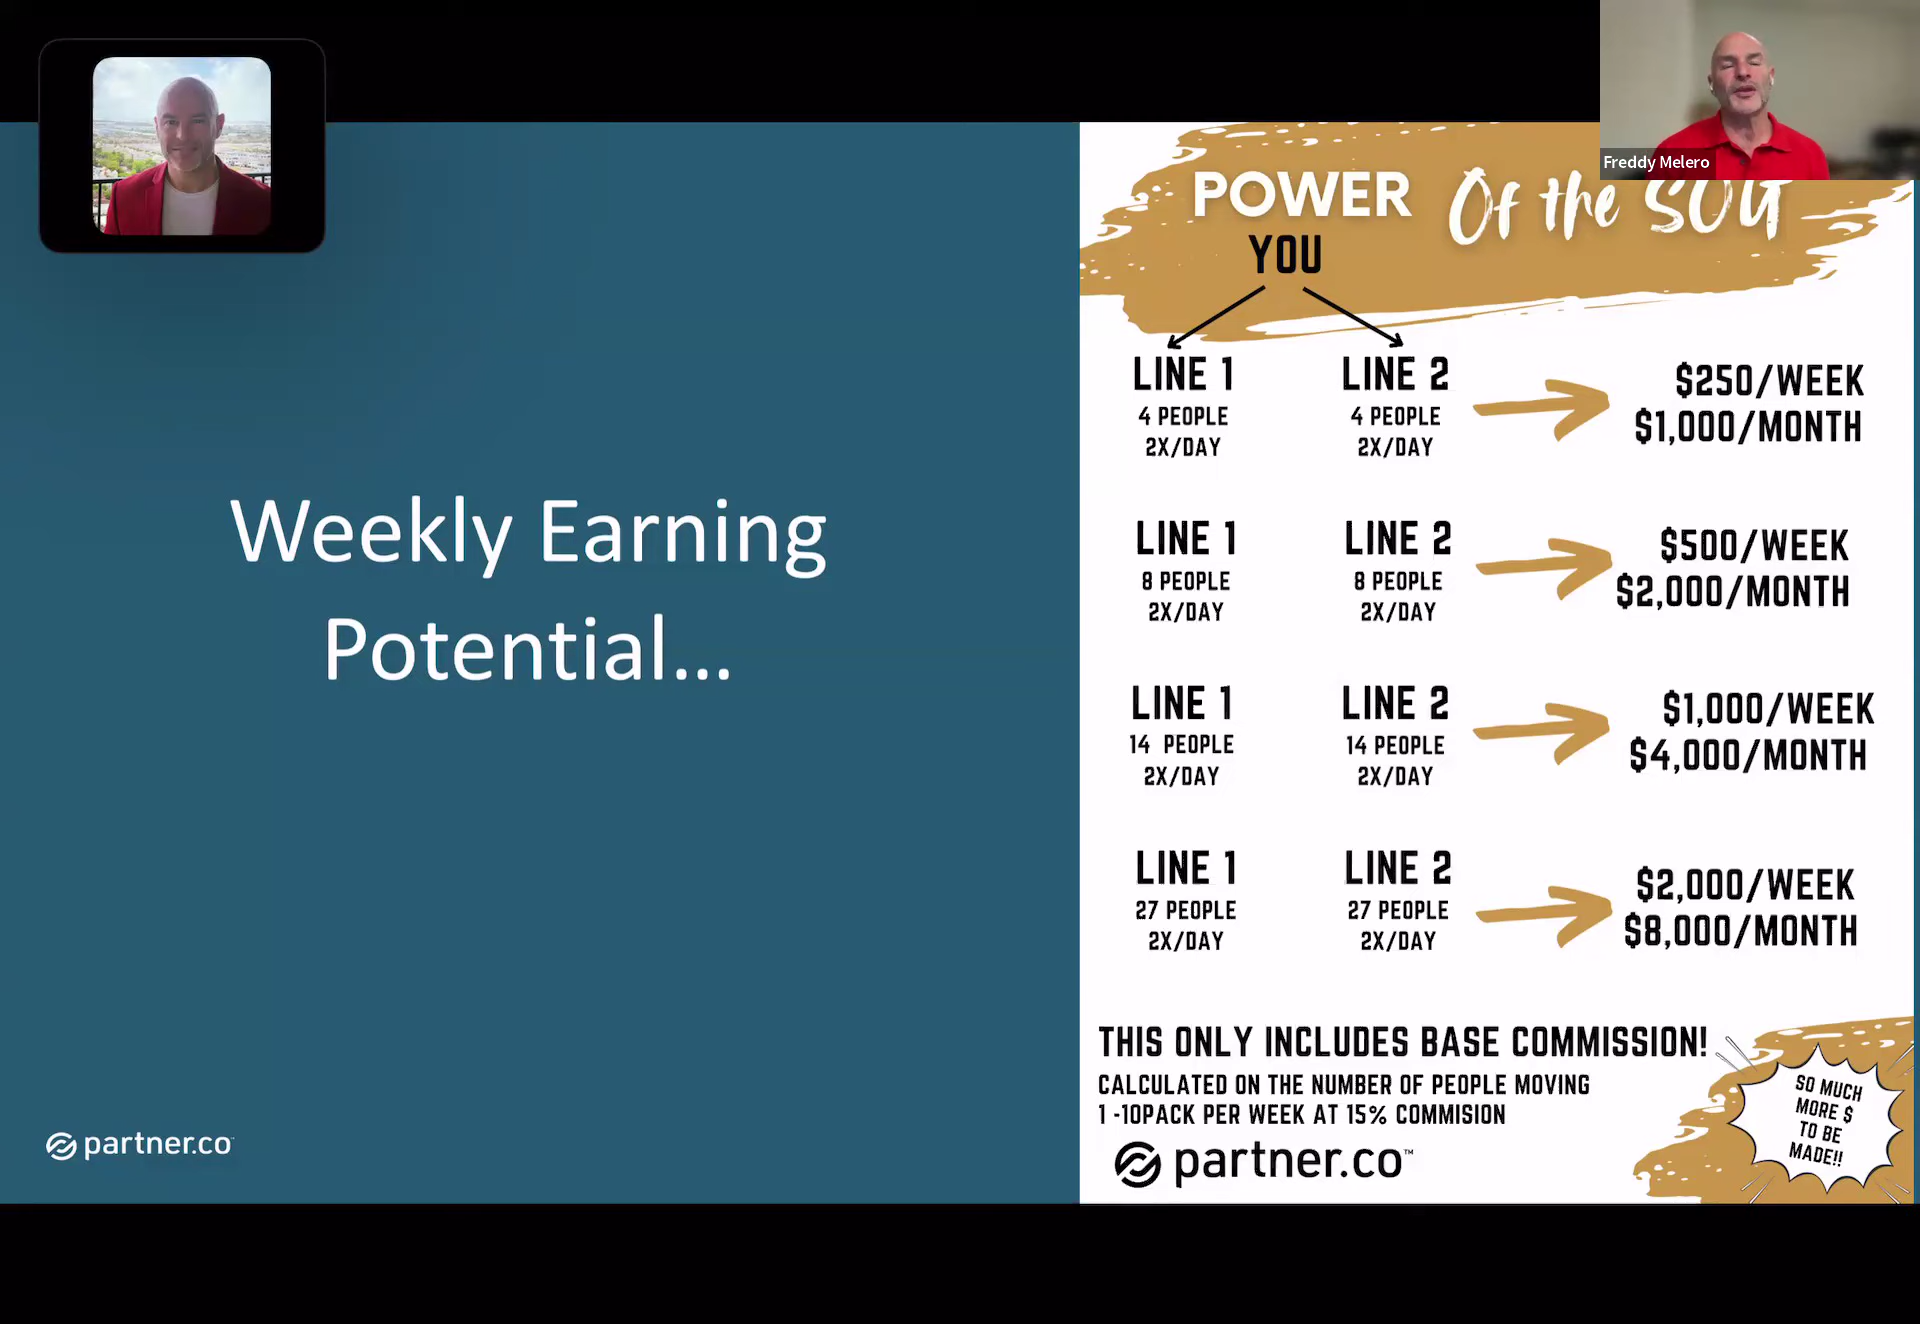 Freddy Melero
Weekly Earning
Potential...
partner.co
POWER Of the SOU
YOU
LINE 1
4 PEOPLE
2X/DAY
LINE 2
4 PEOPLE
2X/DAY
$250/WEEK
$1,000/MONTH
LINE 1
8 PEOPLE
2X/DAY
LINE 2
8 PEOPLE
2X/DAY
$500/WEEK
$2,000/MONTH
LINE 1
14 PEOPLE
2X/DAY
LINE 2
14 PEOPLE
2X/DAY
$1,000/WEEK
$4,000/MONTH
LINE 1
27 PEOPLE
2X/DAY
LINE 2
27 PEOPLE
2X/DAY
$2,000/WEEK
$8,000/MONTH
THIS ONLY INCLUDES BASE COMMISSION!
CALCULATED ON THE NUMBER OF PEOPLE MOVING
1 -10PACK PER WEEK AT 15% COMMISION
partner.co™
SO MUCH
MORE $
TO BE
MADE!!